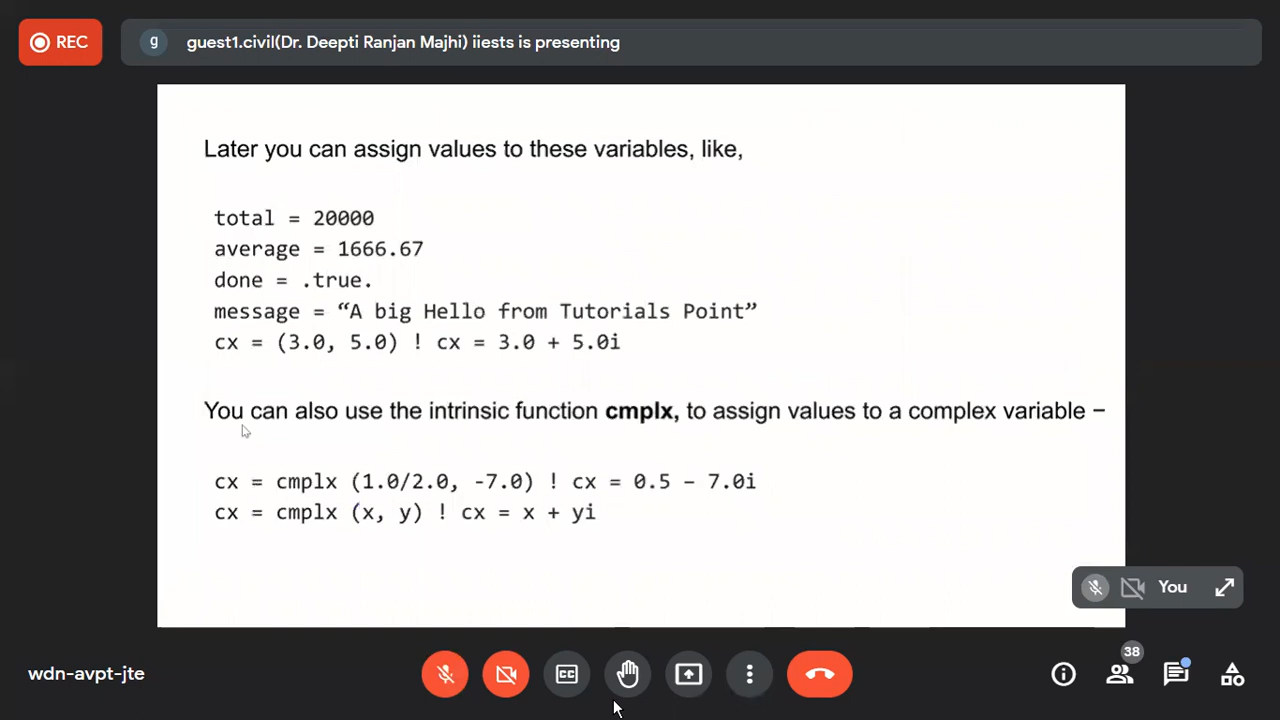 REC
g guest1.civil(Dr. Deepti Ranjan Majhi) iiests is presenting
Later you can assign values to these variables, like,
total = 20000
average = 1666.67
done = .true.
message = “A big Hello from Tutorials Point”
cx = (3.0, 5.0) ! cx = 3.0 + 5.0i
You can also use the intrinsic function cmplx, to assign values to a complex variable −
cx = cmplx (1.0/2.0, -7.0) ! cx = 0.5 – 7.0i
cx = cmplx (x, y) ! cx = x + yi
You
wdn-avpt-jte
CC
38